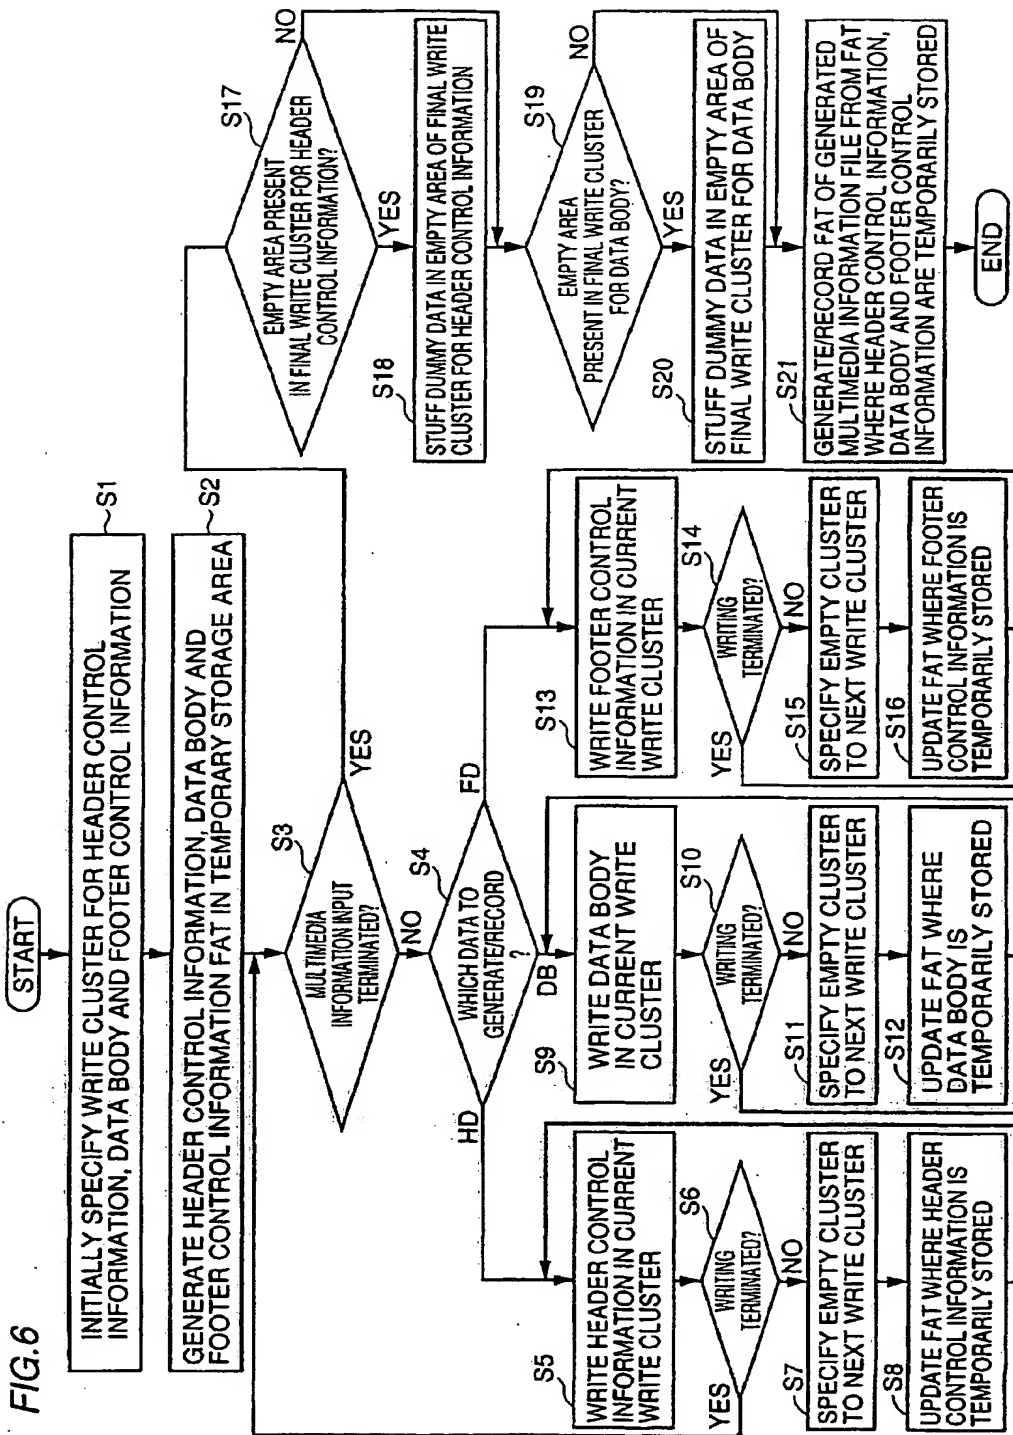 FIG.6
START
INITIALLY SPECIFY WRITE CLUSTER FOR HEADER CONTROL
INFORMATION, DATA BODY AND FOOTER CONTROL INFORMATION
S1
GENERATE HEADER CONTROL INFORMATION, DATA BODY AND
FOOTER CONTROL INFORMATION FAT IN TEMPORARY STORAGE AREA
S2
S3
MULTIMEDIA
INFORMATION INPUT
TERMINATED?
YES
NO
S4
WHICH DATA TO
GENERATE/RECORD
?
HD
DB
FD
S5
WRITE HEADER CONTROL
INFORMATION IN CURRENT
WRITE CLUSTER
S6
WRITING
TERMINATED?
YES
NO
S7
SPECIFY EMPTY CLUSTER
TO NEXT WRITE CLUSTER
S8
UPDATE FAT WHERE HEADER
CONTROL INFORMATION IS
TEMPORARILY STORED
S9
WRITE DATA BODY
IN CURRENT WRITE
CLUSTER
S10
WRITING
TERMINATED?
YES
NO
S11
SPECIFY EMPTY CLUSTER
TO NEXT WRITE CLUSTER
S12
UPDATE FAT WHERE
DATA BODY IS
TEMPORARILY STORED
S13
WRITE FOOTER CONTROL
INFORMATION IN CURRENT
WRITE CLUSTER
S14
WRITING
TERMINATED?
YES
NO
S15
SPECIFY EMPTY CLUSTER
TO NEXT WRITE CLUSTER
S16
UPDATE FAT WHERE FOOTER
CONTROL INFORMATION IS
TEMPORARILY STORED
S17
EMPTY AREA PRESENT
IN FINAL WRITE CLUSTER FOR HEADER
CONTROL INFORMATION?
NO
YES
S18
STUFF DUMMY DATA IN EMPTY AREA OF FINAL WRITE
CLUSTER FOR HEADER CONTROL INFORMATION
S19
EMPTY AREA
PRESENT IN FINAL WRITE CLUSTER
FOR DATA BODY?
NO
YES
S20
STUFF DUMMY DATA IN EMPTY AREA OF
FINAL WRITE CLUSTER FOR DATA BODY
S21
GENERATE/RECORD FAT OF GENERATED
MULTIMEDIA INFORMATION FILE FROM FAT
WHERE HEADER CONTROL INFORMATION,
DATA BODY AND FOOTER CONTROL
INFORMATION ARE TEMPORARILY STORED
END